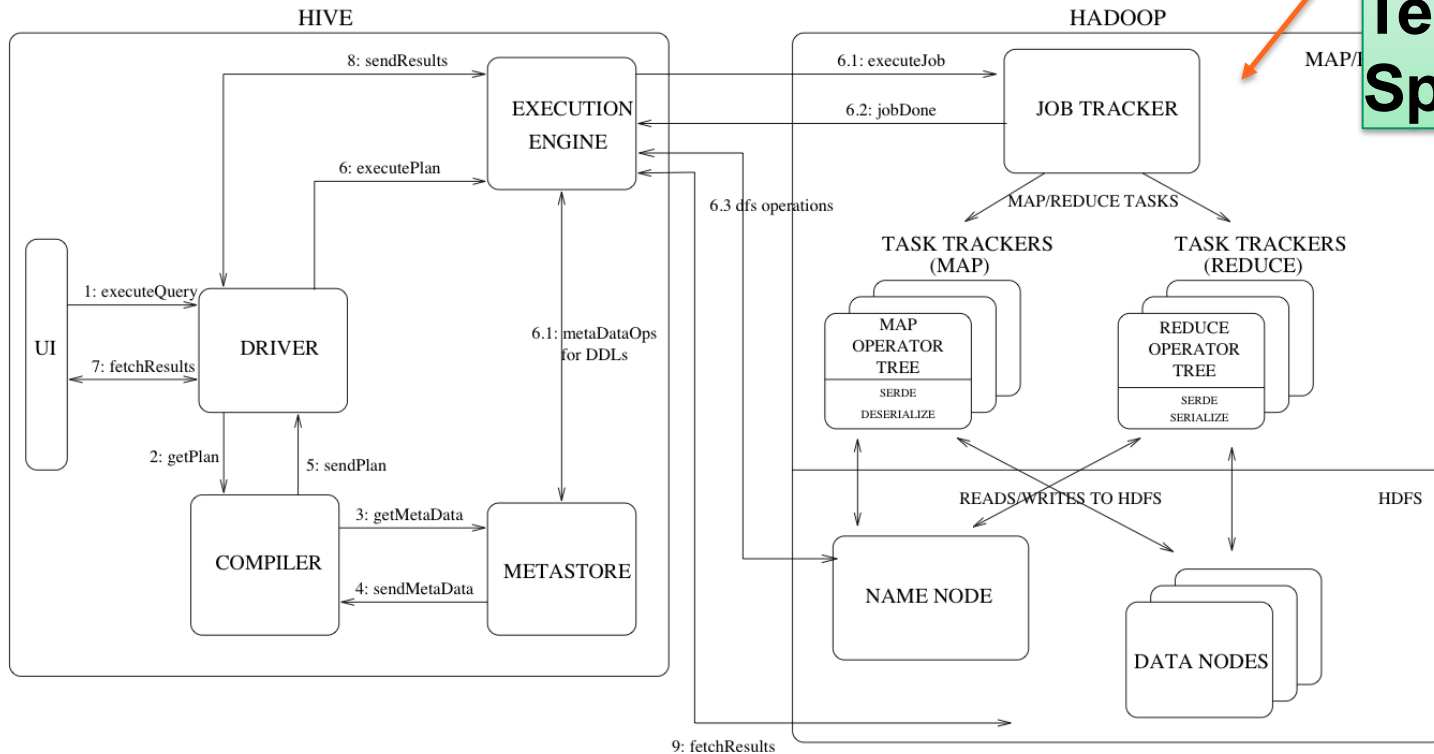 HIVE
HADOOP
Te
Sp
MAP/
8: sendResults
EXECUTION
ENGINE
6.1: executeJob
6.2: jobDone
JOB TRACKER
6: executePlan
6.3 dfs operations
MAP/REDUCE TASKS
TASK TRACKERS
(MAP)
TASK TRACKERS
(REDUCE)
1: executeQuery
UI
DRIVER
7: fetchResults
6.1: metaDataOps
for DDLs
MAP
OPERATOR
TREE
SERDE
DESERIALIZE
REDUCE
OPERATOR
TREE
SERDE
SERIALIZE
2: getPlan
5: sendPlan
COMPILER
3: getMetaData
4: sendMetaData
METASTORE
READS/WRITES TO HDFS
HDFS
NAME NODE
DATA NODES
9: fetchResults